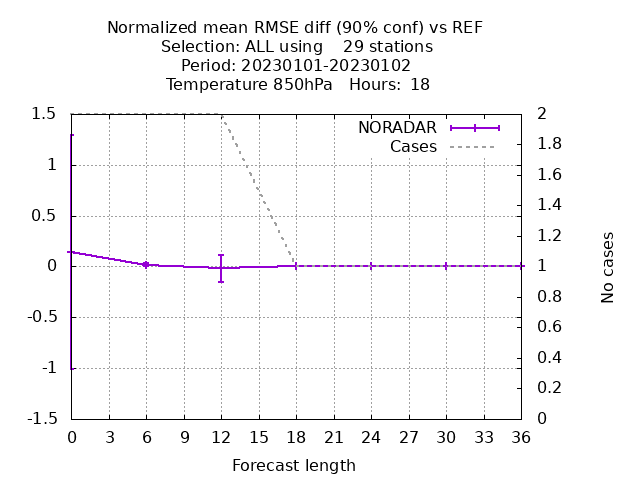 Normalized mean RMSE diff (90% conf) vs REF
Selection: ALL using    29 stations
Period: 20230101-20230102
Temperature 850hPa   Hours:  18
NORADAR
Cases
1.5
1
0.5
0
-0.5
-1
-1.5
2
1.8
1.6
1.4
1.2
1
0.8
0.6
0.4
0.2
0
No cases
0 3 6 9 12 15 18 21 24 27 30 33 36
Forecast length